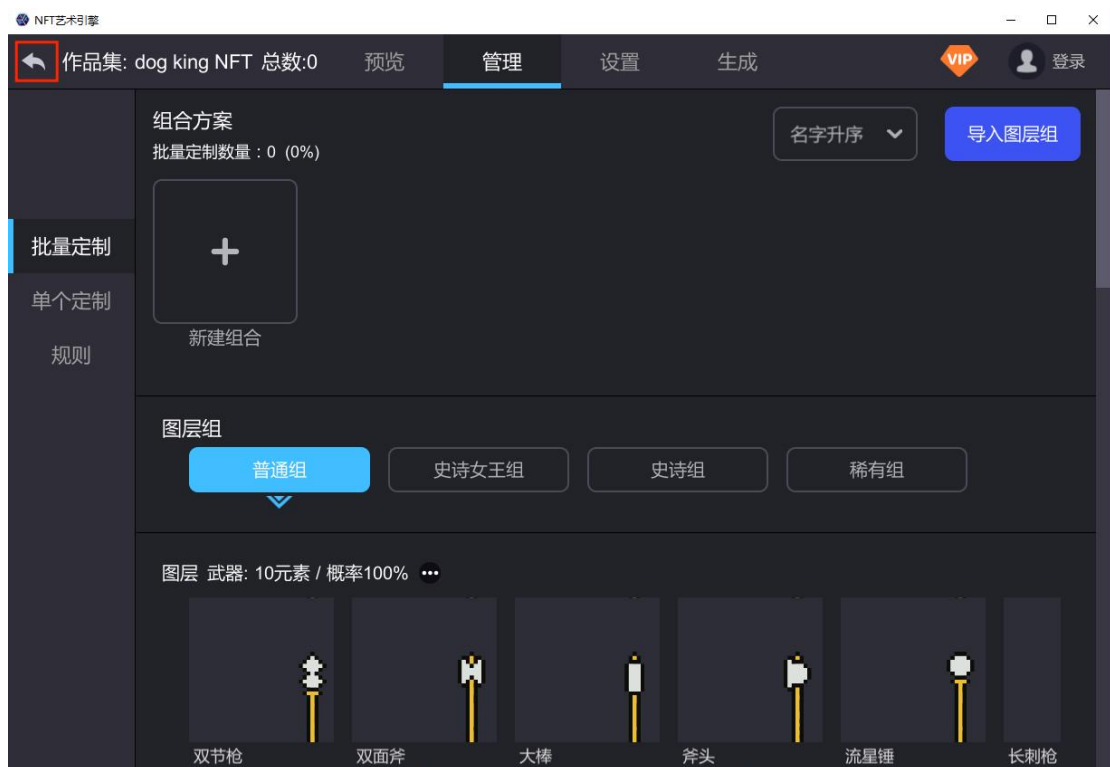 NFT艺术引擎
作品集: dog king NFT 总数:0 预览 管理 设置 生成 VIP 登录
组合方案
批量定制数量：0 (0%)
名字升序 导入图层组
批量定制
单个定制
规则
新建组合
图层组
普通组 史诗女王组 史诗组 稀有组
图层 武器: 10元素 / 概率100%
双节枪 双面斧 大棒 斧头 流星锤 长刺枪